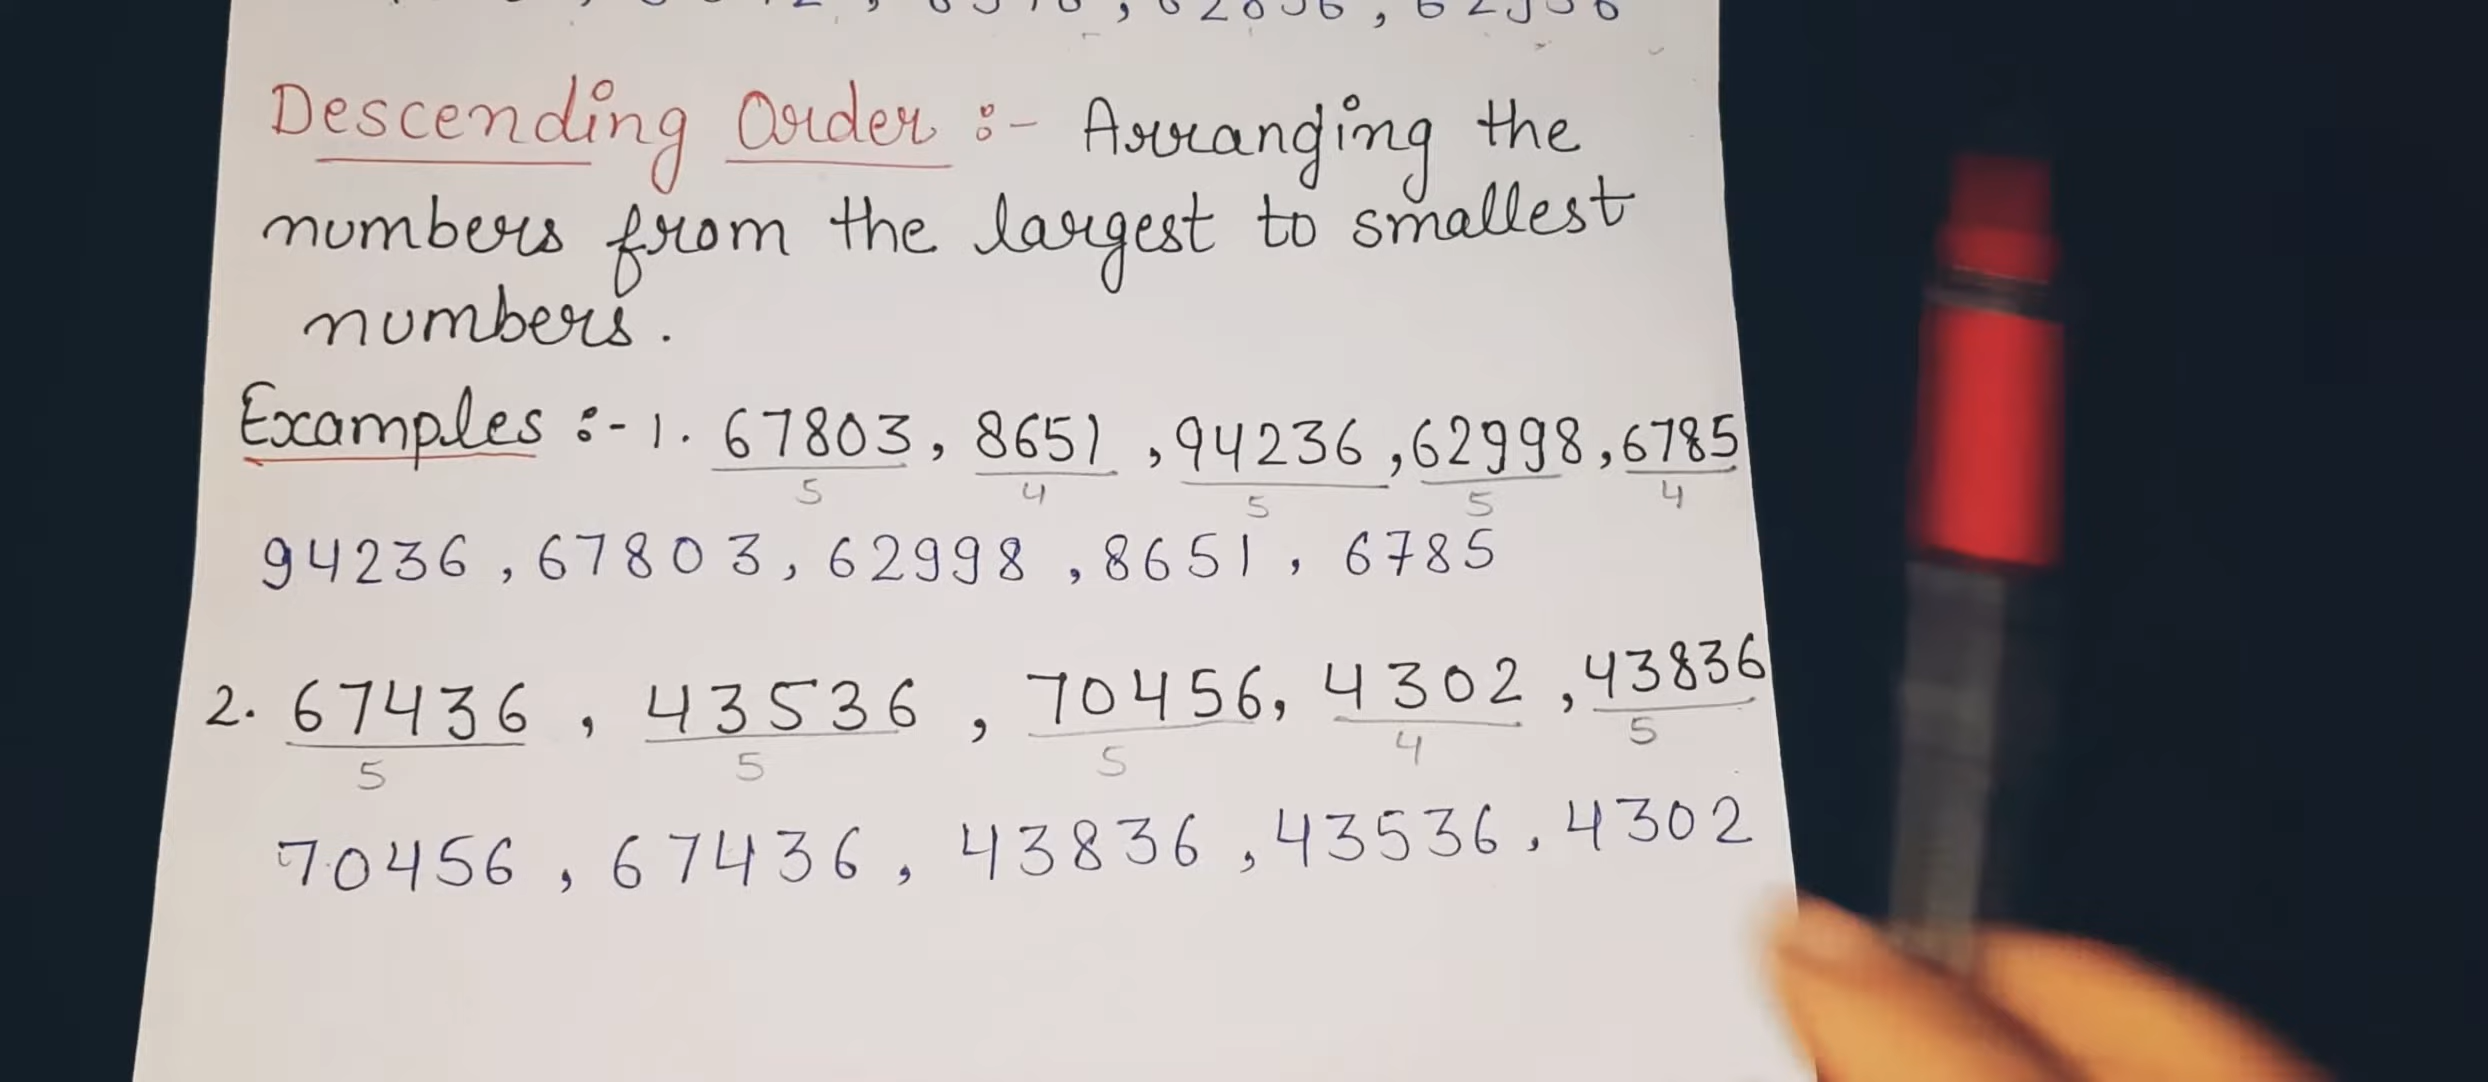 Descending Order :- Arranging the
numbers from the largest to smallest
numbers.
Examples :- 1. 67803, 8651, 94236, 62998, 6785
5 4 5 5 4
94236, 67803, 62998, 8651, 6785
2. 67436, 43536, 70456, 4302, 43836
5 5 5 4 5
70456, 67436, 43836, 43536, 4302